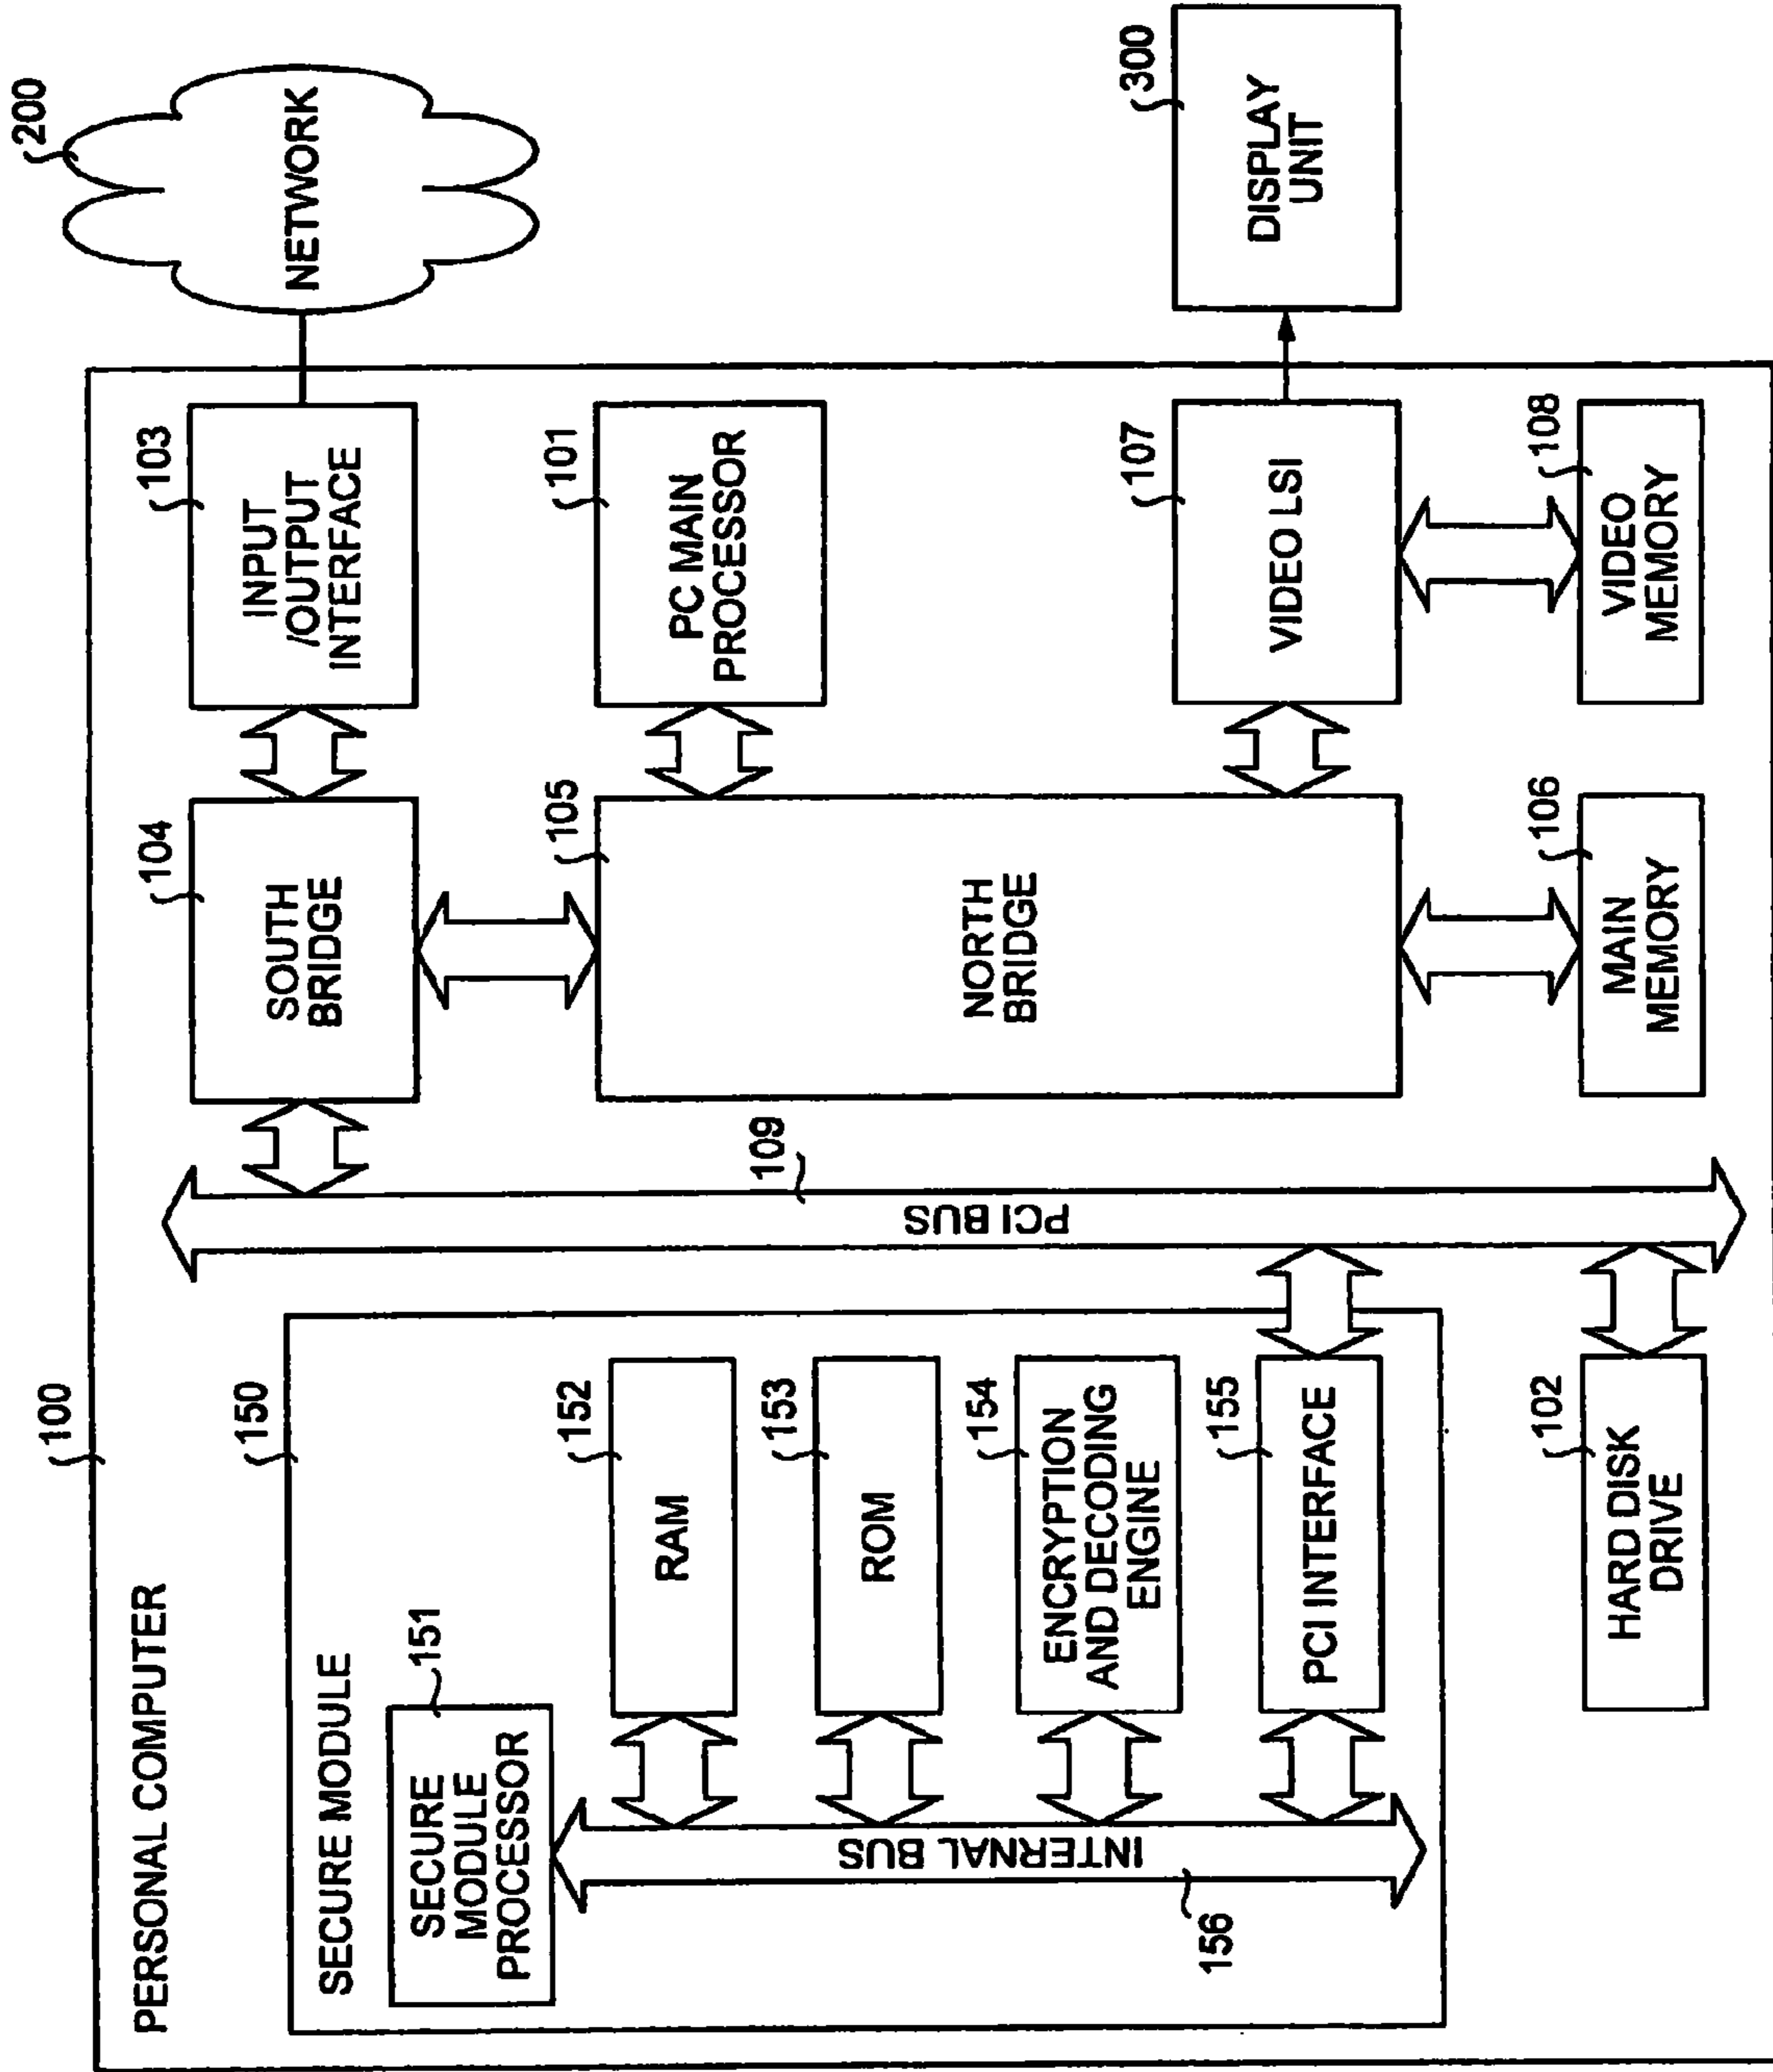 100
PERSONAL COMPUTER
150
SECURE MODULE
151
SECURE
MODULE
PROCESSOR
152
RAM
153
ROM
154
ENCRYPTION
AND DECODING
ENGINE
155
PCI INTERFACE
INTERNAL BUS
156
102
HARD DISK
DRIVE
PCI BUS
109
104
SOUTH
BRIDGE
105
NORTH
BRIDGE
106
MAIN
MEMORY
103
INPUT
/OUTPUT
INTERFACE
101
PC MAIN
PROCESSOR
107
VIDEO LSI
108
VIDEO
MEMORY
200
NETWORK
300
DISPLAY
UNIT